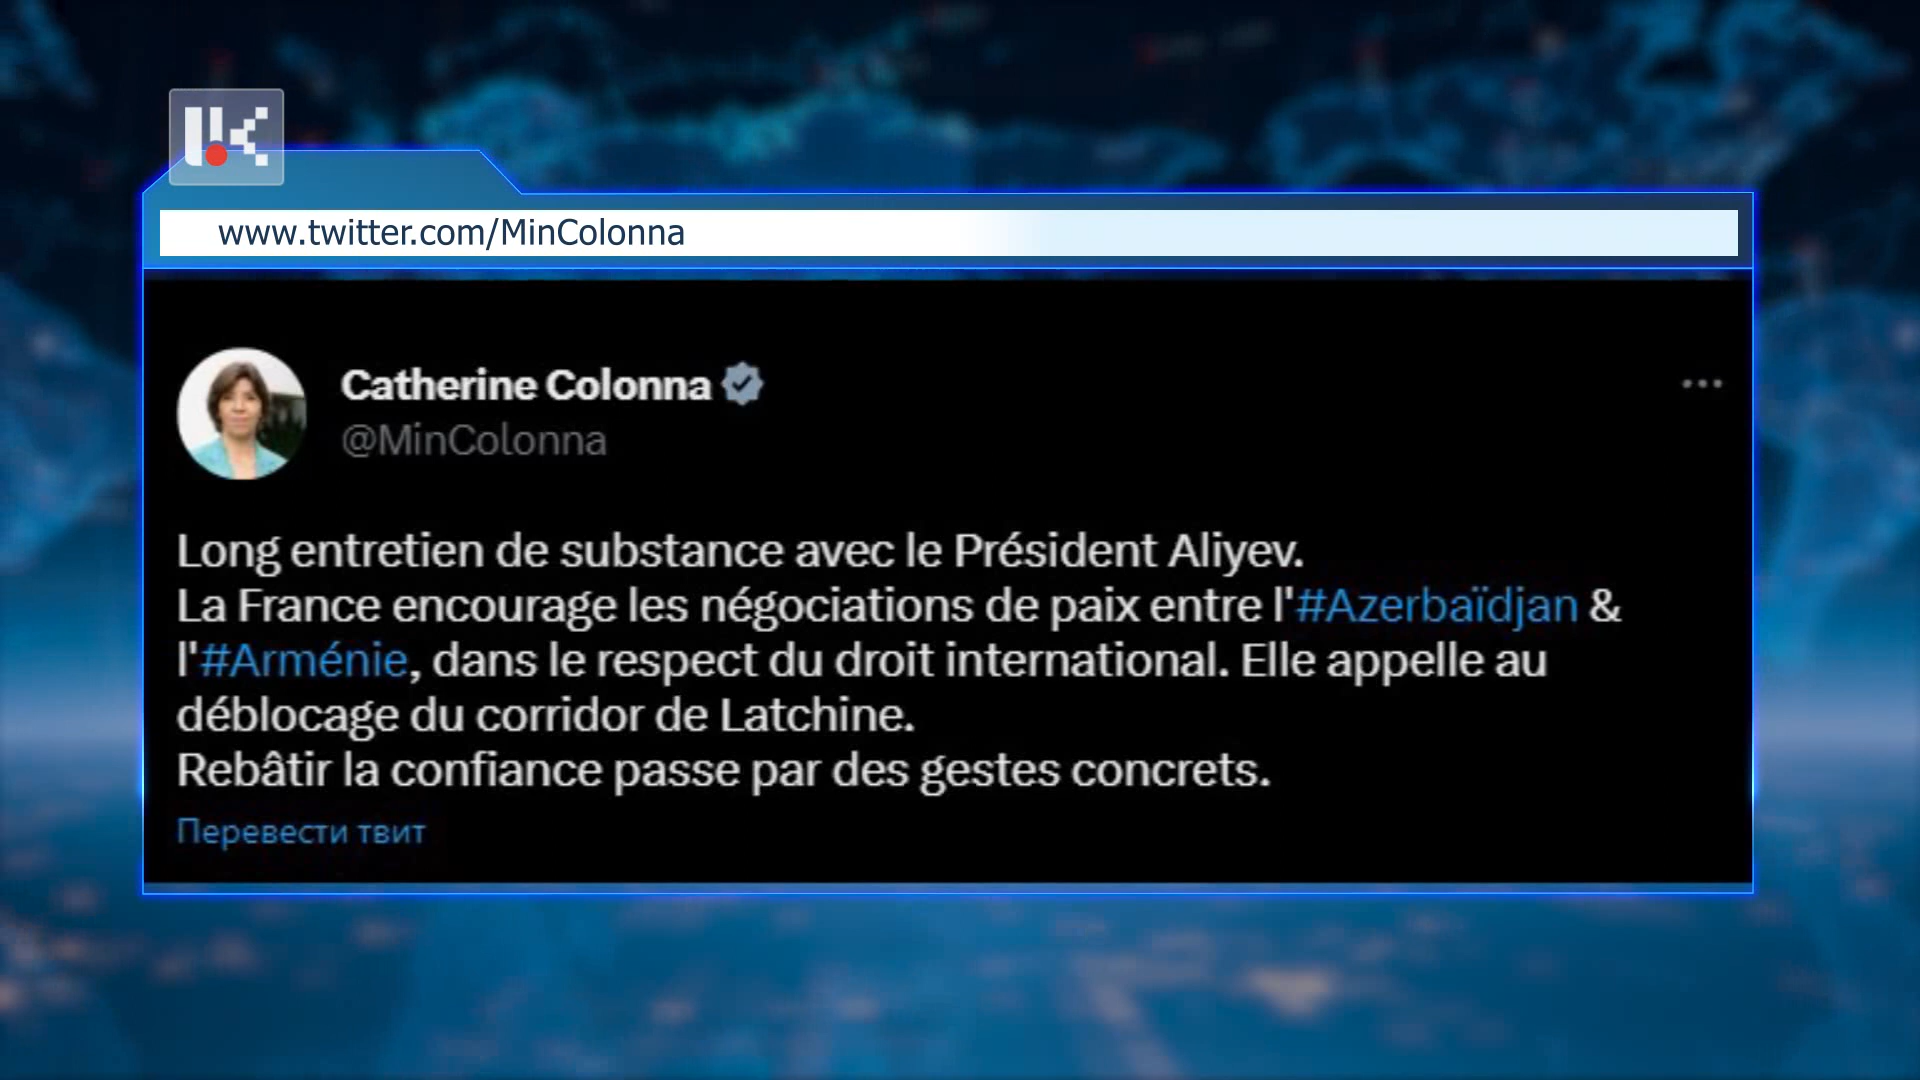 www.twitter.com/MinColonna
Catherine Colonna
@MinColonna
Long entretien de substance avec le Président Aliyev.
La France encourage les négociations de paix entre l'#Azerbaïdjan &
l'#Arménie, dans le respect du droit international. Elle appelle au
déblocage du corridor de Latchine.
Rebâtir la confiance passe par des gestes concrets.
Перевести твит